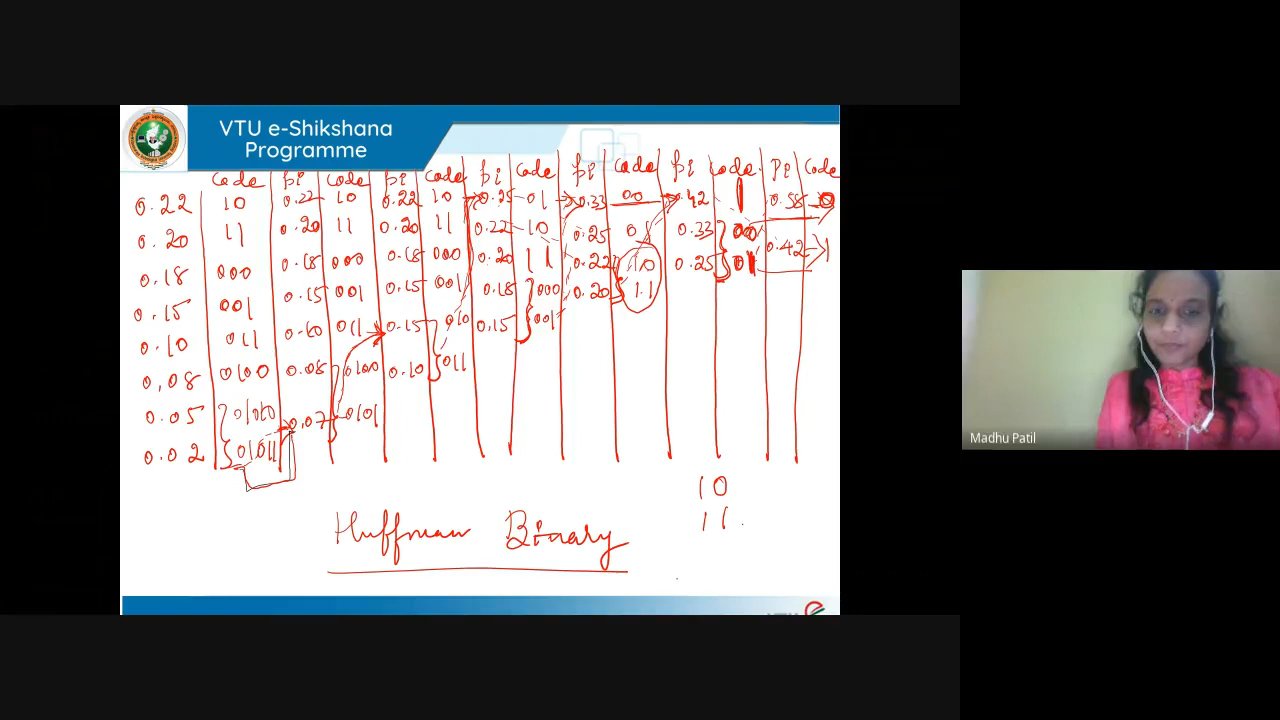 VTU e-Shikshana
Programme
Code pi Code pi Code pi Code pi Code pi Code pi Code
0.22 10 0.22 10 0.22 10 0.25 01 0.33 00 0.42 1 0.58 0
0.20 11 0.20 11 0.20 11 0.22 10 0.25 01 0.33 00 0.42 1
0.18 000 0.18 000 0.18 000 0.20 11 0.22 10 0.25 01
0.15 001 0.15 001 0.15 001 0.18 000 0.20 11
0.10 011 0.10 011 0.15 010 0.15 001
0.08 0100 0.08 0100 0.10 011
0.05 01010 0.07 0101
0.02 01011
10
11
Huffman Binary
Madhu Patil